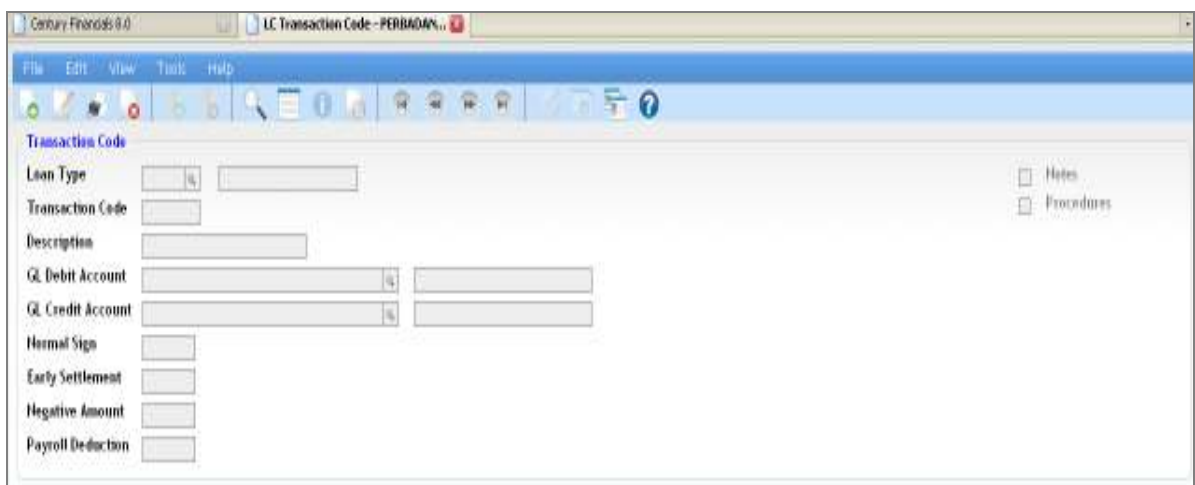 Century Financials 8.0 LC Transaction Code - PERBADAN...
File Edit View Tools Help
Transaction Code
Loan Type Notes
Transaction Code Procedures
Description
GL Debit Account
GL Credit Account
Normal Sign
Early Settlement
Negative Amount
Payroll Deduction